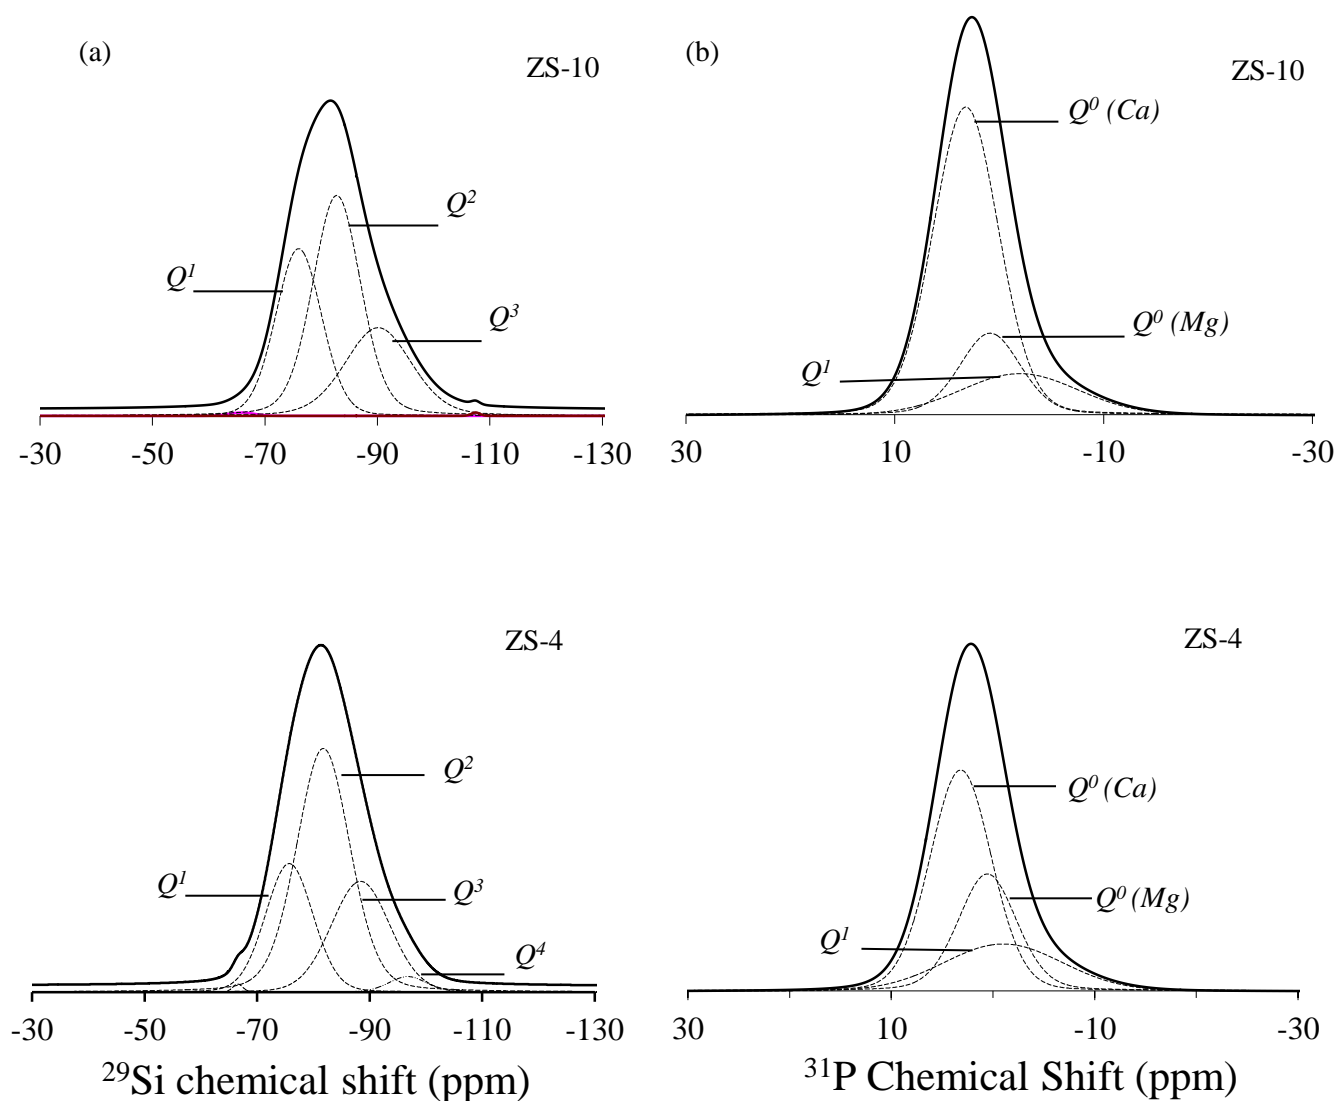 (a)
ZS-10
Q²
Q¹
Q³
-30 -50 -70 -90 -110 -130
(b)
ZS-10
Q⁰ (Ca)
Q⁰ (Mg)
Q¹
30 10 -10 -30
ZS-4
Q²
Q¹
Q³
Q⁴
-30 -50 -70 -90 -110 -130
²⁹Si chemical shift (ppm)
ZS-4
Q⁰ (Ca)
Q⁰ (Mg)
Q¹
30 10 -10 -30
³¹P Chemical Shift (ppm)